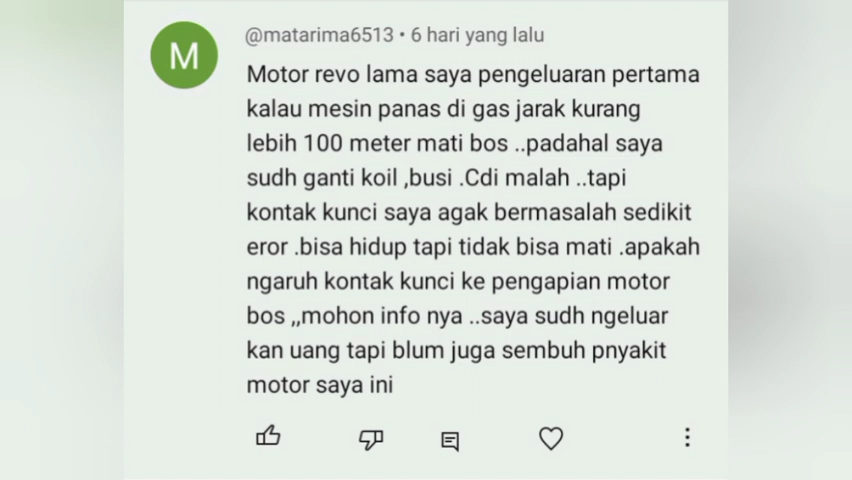 M
@matarima6513 • 6 hari yang lalu
Motor revo lama saya pengeluaran pertama
kalau mesin panas di gas jarak kurang
lebih 100 meter mati bos ..padahal saya
sudh ganti koil ,busi .Cdi malah ..tapi
kontak kunci saya agak bermasalah sedikit
eror .bisa hidup tapi tidak bisa mati .apakah
ngaruh kontak kunci ke pengapian motor
bos ,,mohon info nya ..saya sudh ngeluar
kan uang tapi blum juga sembuh pnyakit
motor saya ini